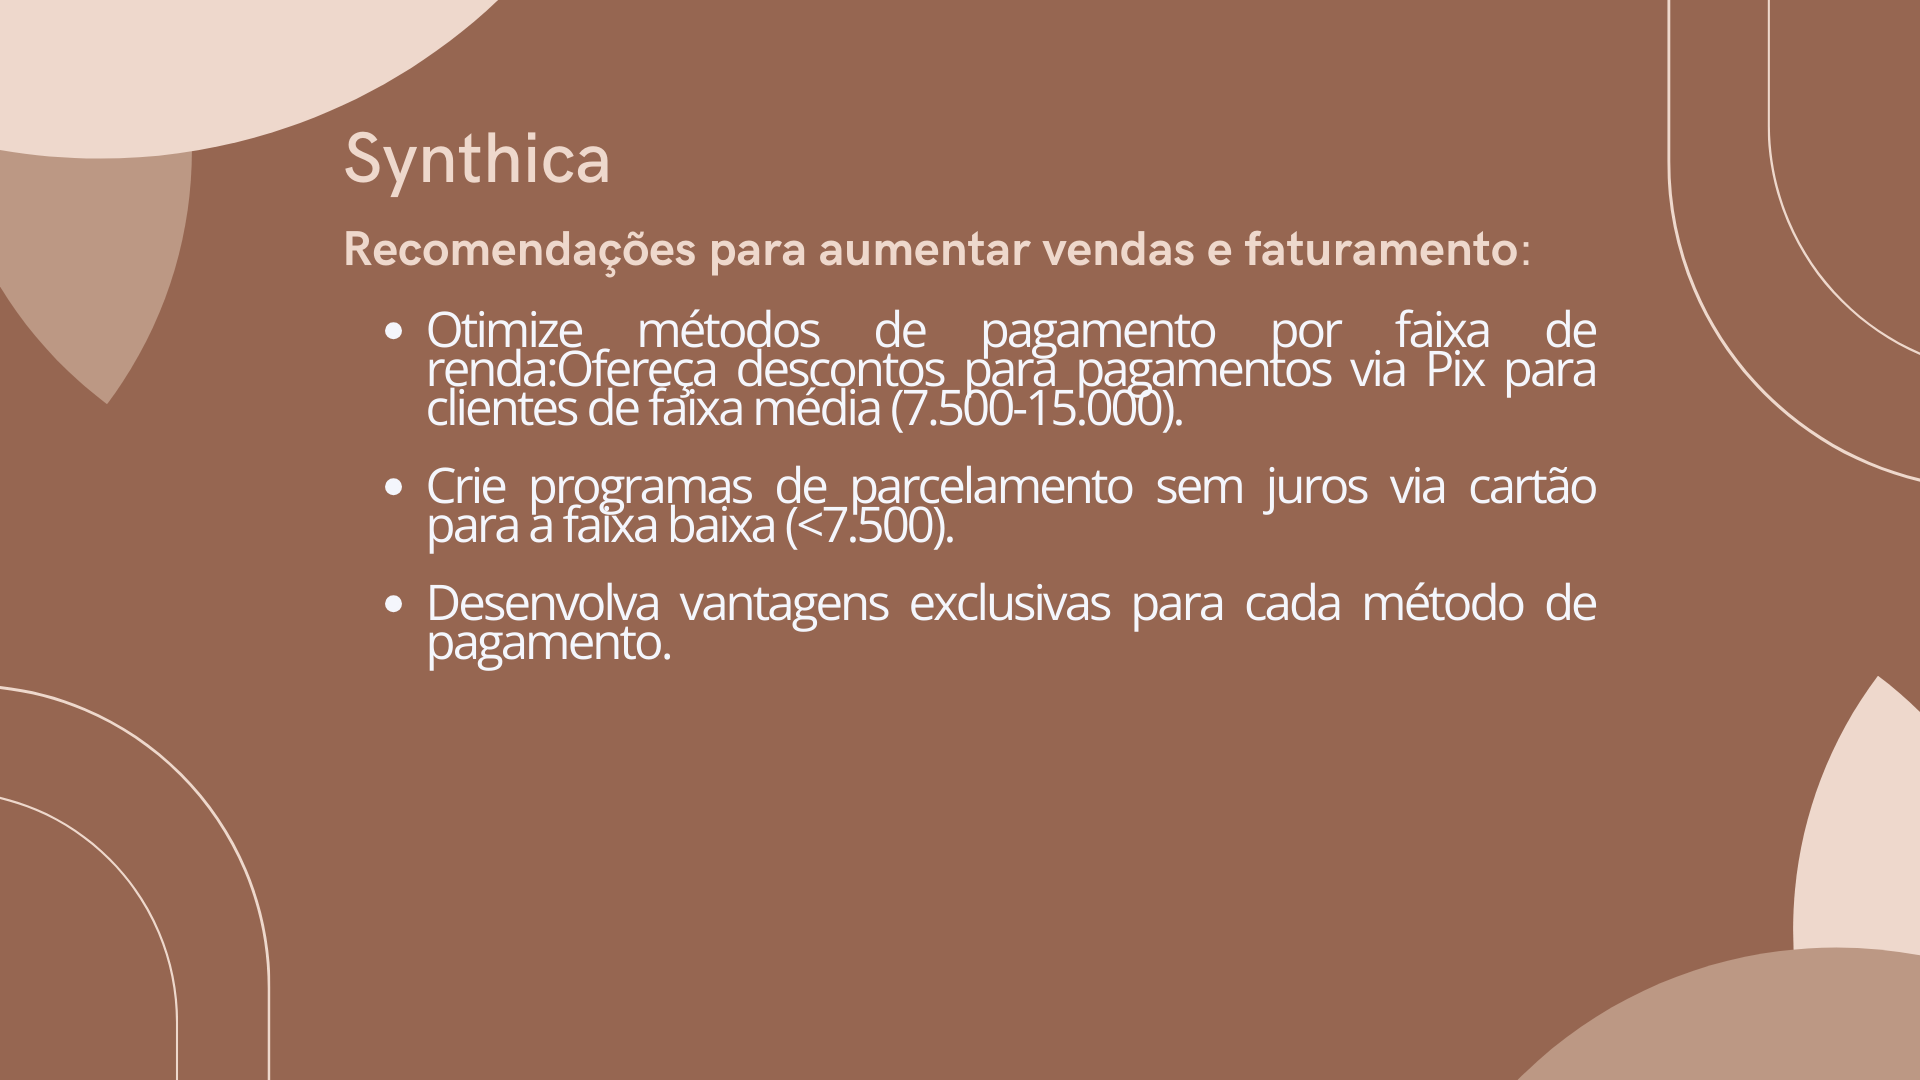 Synthica
Recomendações para aumentar vendas e faturamento:
• Otimize métodos de pagamento por faixa de
renda:Ofereça descontos para pagamentos via Pix para
clientes de faixa média (7.500-15.000).
• Crie programas de parcelamento sem juros via cartão
para a faixa baixa (<7.500).
• Desenvolva vantagens exclusivas para cada método de
pagamento.